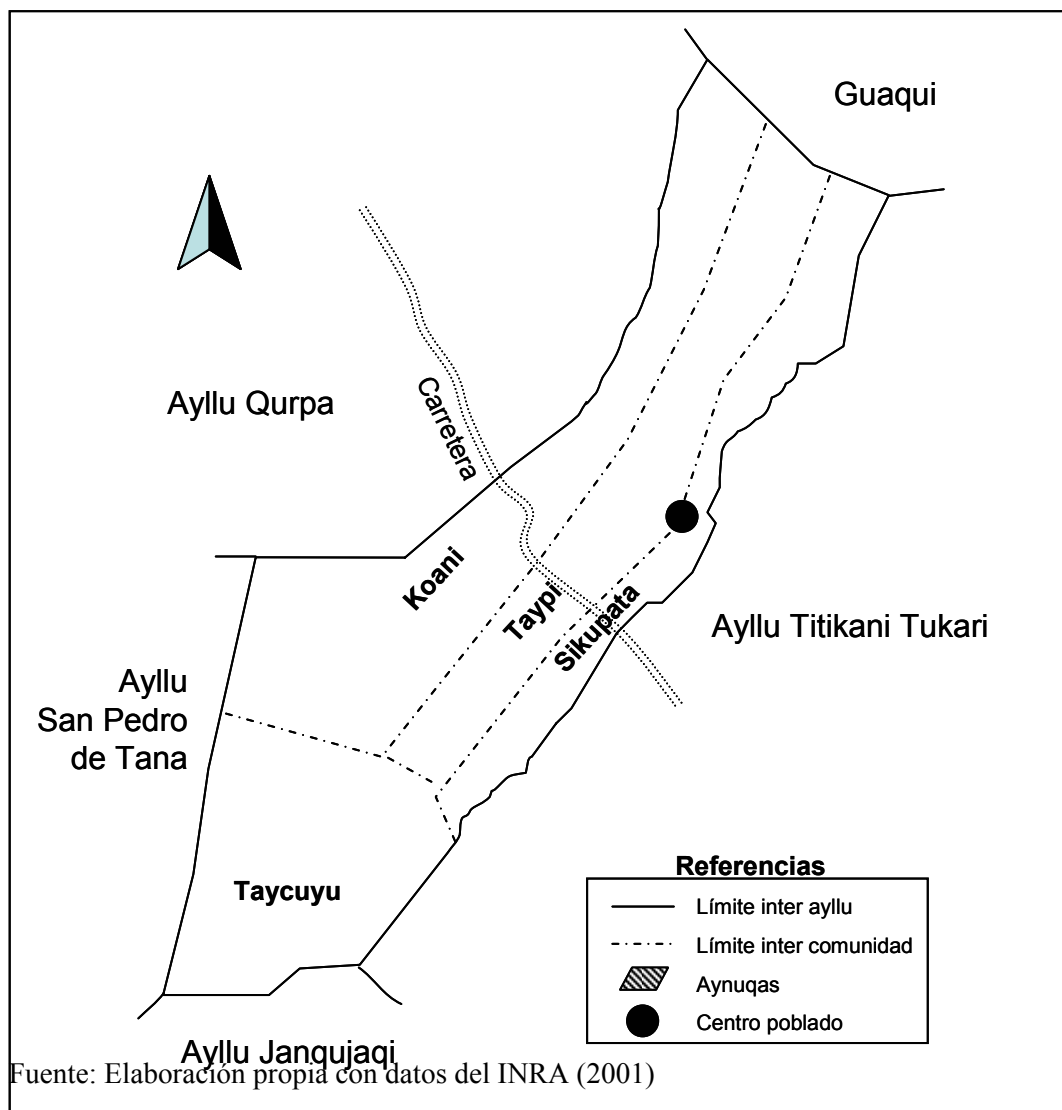 Guaqui
Ayllu Qurpa
Carretera
Koani
Taypi
Sikupata
Ayllu Titikani Tukari
Ayllu
San Pedro
de Tana
Taycuyu
Referencias
Límite inter ayllu
Límite inter comunidad
Aynuqas
Centro poblado
Ayllu Janqujaqi
Fuente: Elaboración propia con datos del INRA (2001)